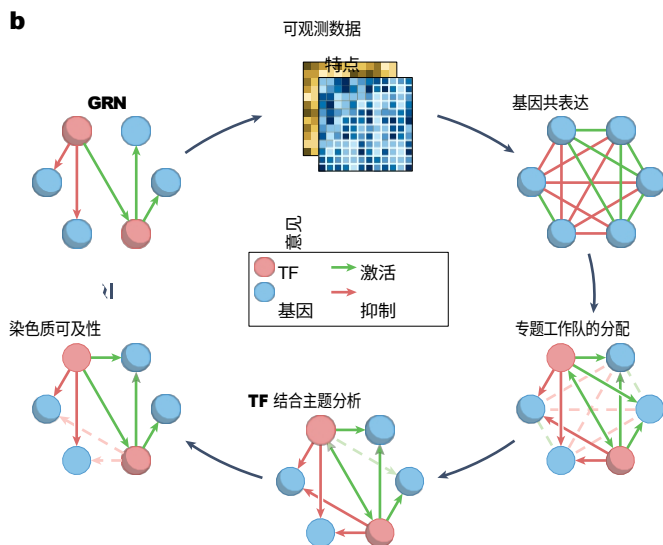 b
可观测数据
特点
GRN
基因共表达
意见
TF
激活
基因
抑制
≈
染色质可及性
专题工作队的分配
TF 结合主题分析